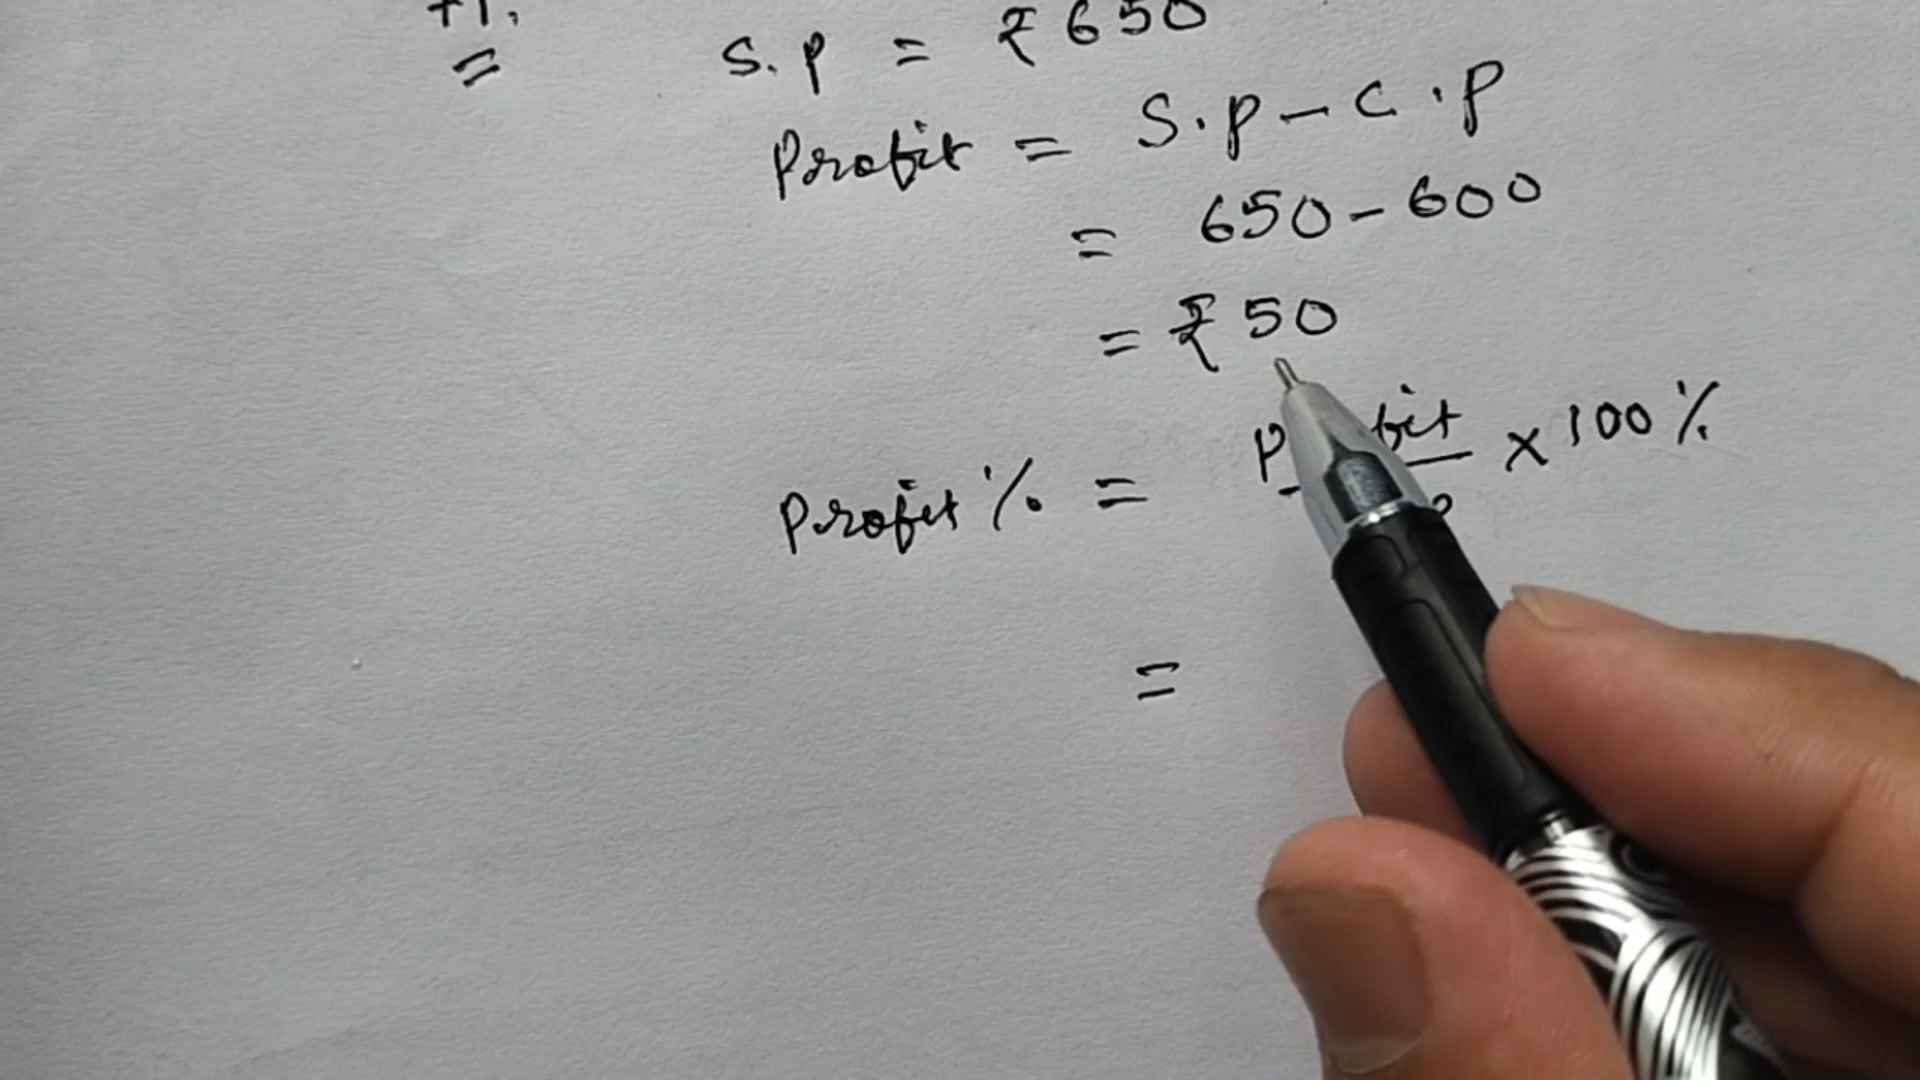 S.P = ₹650
Profit = S.P - C.P
= 650 - 600
= ₹50
Profit % = × 100%
=